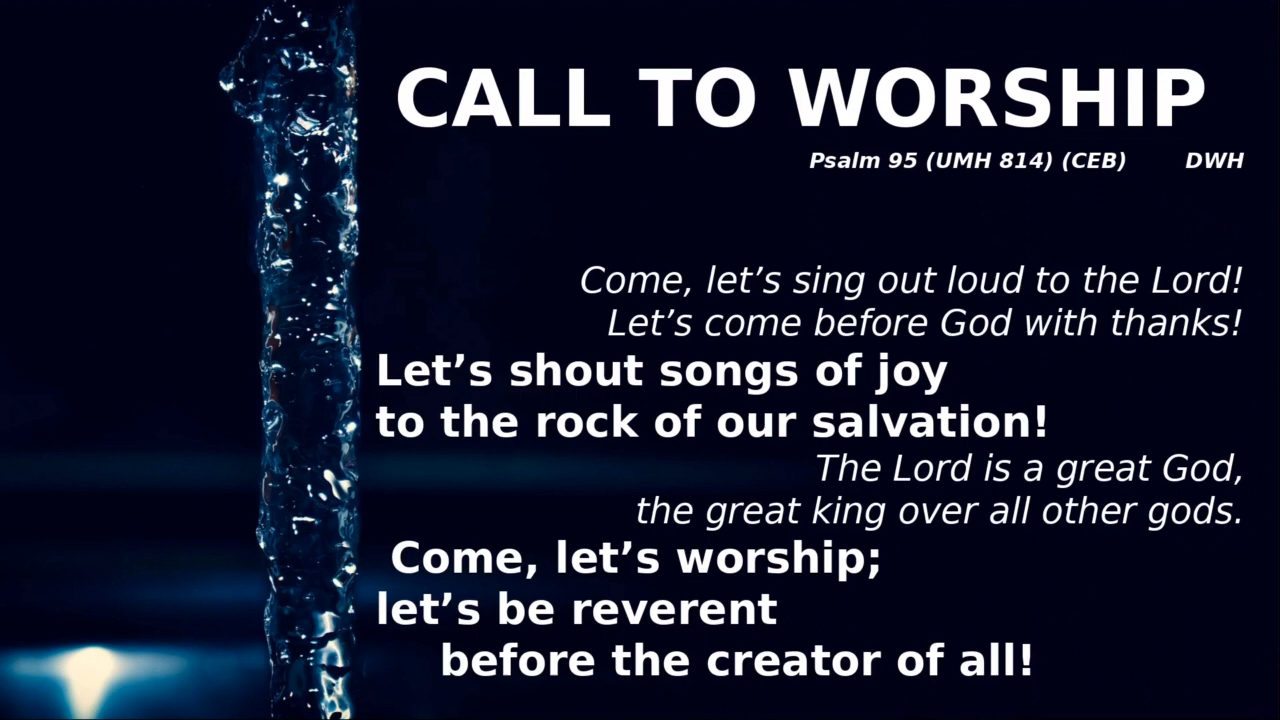 CALL TO WORSHIP
Psalm 95 (UMH 814) (CEB) DWH
Come, let’s sing out loud to the Lord!
Let’s come before God with thanks!
Let’s shout songs of joy
to the rock of our salvation!
The Lord is a great God,
the great king over all other gods.
Come, let’s worship;
let’s be reverent
before the creator of all!